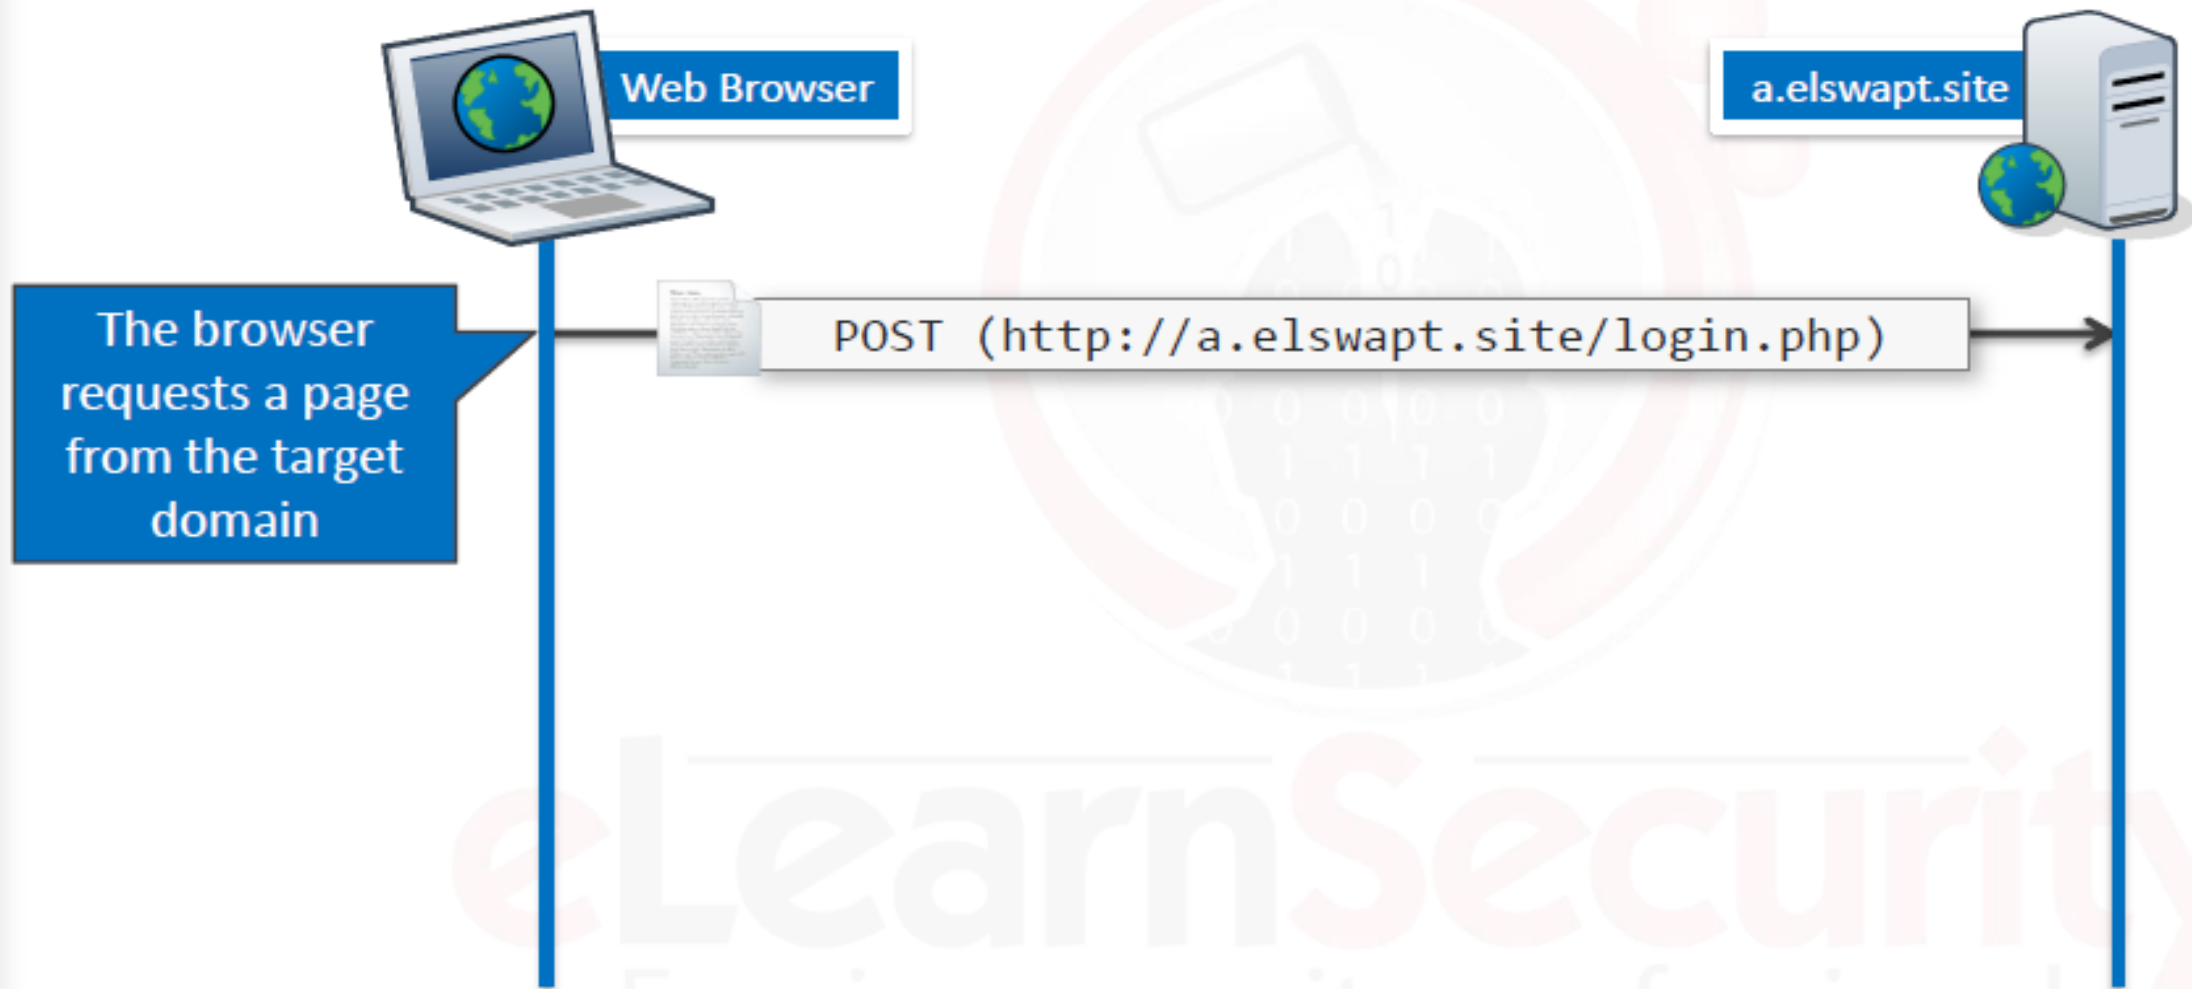 Web Browser
a.elswapt.site
The browser
requests a page
from the target
domain
POST (http://a.elswapt.site/login.php)
eLearnSecurity